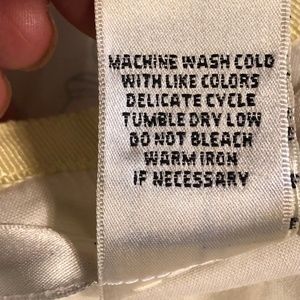 MACHINE WASH COLD
WITH LIKE COLORS
DELICATE CYCLE
TUMBLE DRY LOW
DO NOT BLEACH
WARM IRON
IF NECESSARY